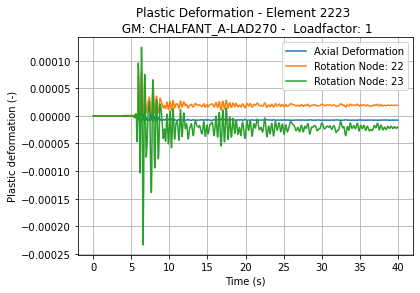 Plastic Deformation - Element 2223
GM: CHALFANT_A-LAD270 - Loadfactor: 1
Axial Deformation
Rotation Node: 22
Rotation Node: 23
Plastic deformation (-)
0.00010
0.00005
0.00000
−0.00005
−0.00010
−0.00015
−0.00020
−0.00025
0 5 10 15 20 25 30 35 40
Time (s)